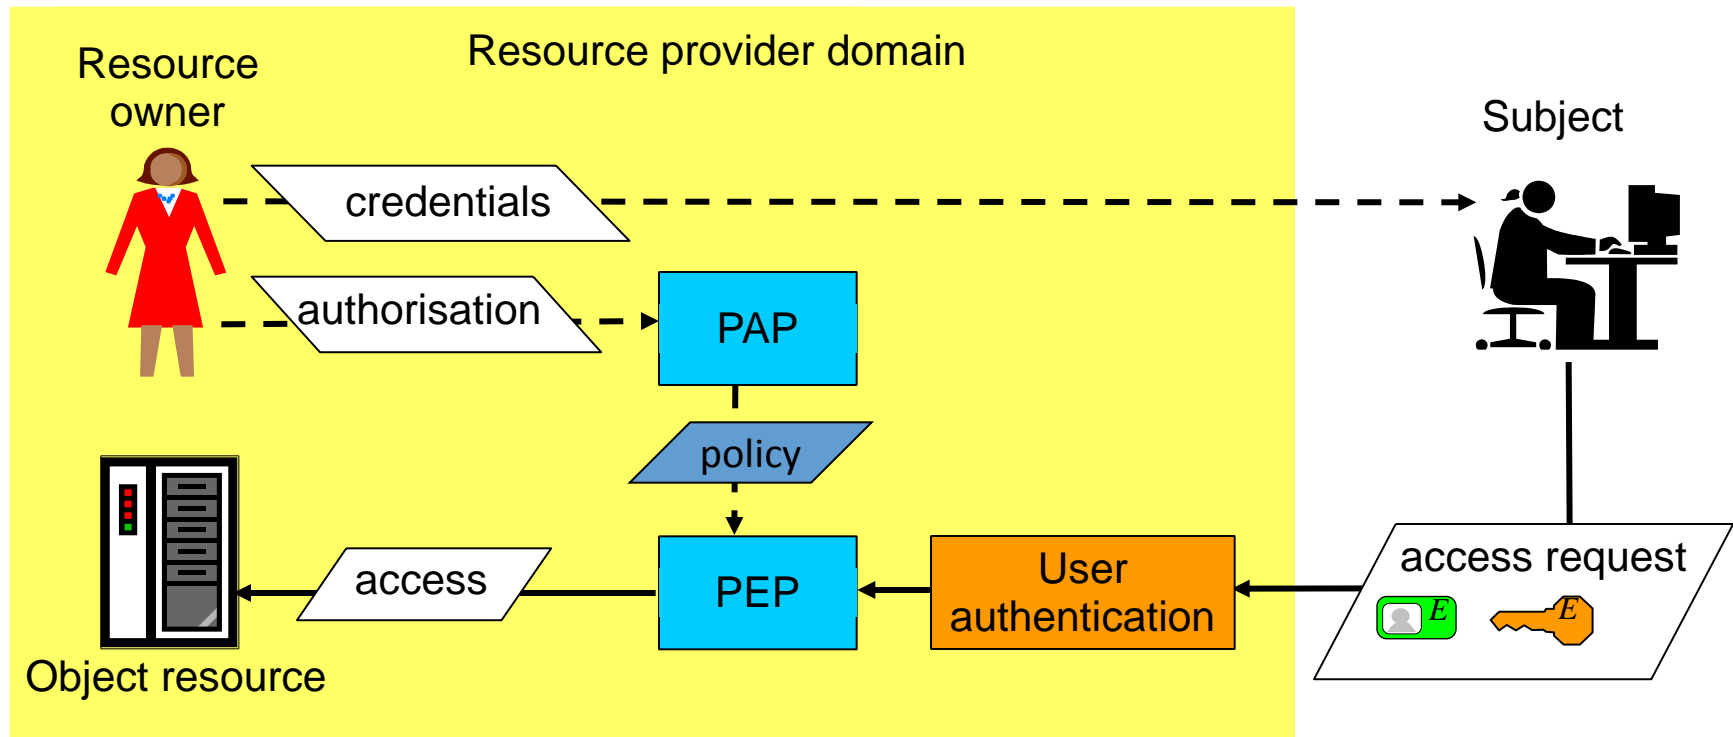 Resource provider domain
Resource
owner
Subject
credentials
authorisation
PAP
policy
access
PEP
User
authentication
access request
E
E
Object resource